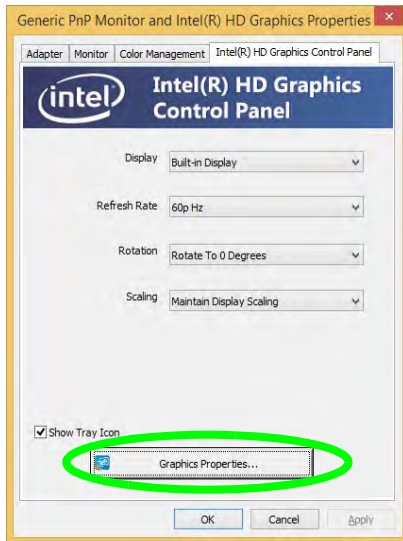 Generic PnP Monitor and Intel(R) HD Graphics Properties
Adapter Monitor Color Management Intel(R) HD Graphics Control Panel
intel
Intel(R) HD Graphics
Control Panel
Display Built-in Display
Refresh Rate 60p Hz
Rotation Rotate To 0 Degrees
Scaling Maintain Display Scaling
Show Tray Icon
Graphics Properties...
OK Cancel Apply